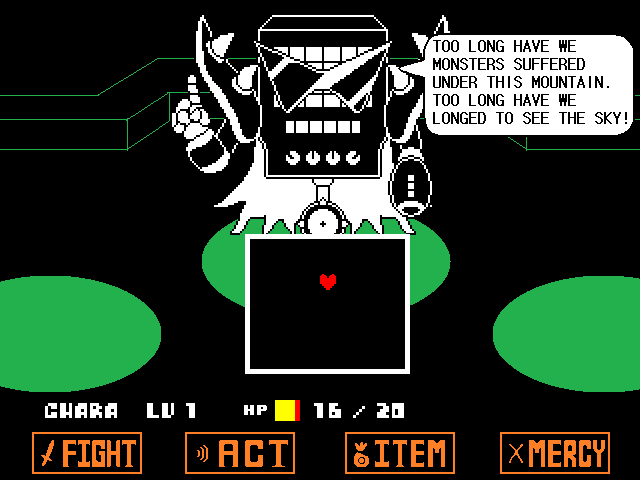 TOO LONG HAVE WE
MONSTERS SUFFERED
UNDER THIS MOUNTAIN.
TOO LONG HAVE WE
LONGED TO SEE THE SKY!
CHARA LV 1 HP 16 / 20
FIGHT ACT ITEM MERCY